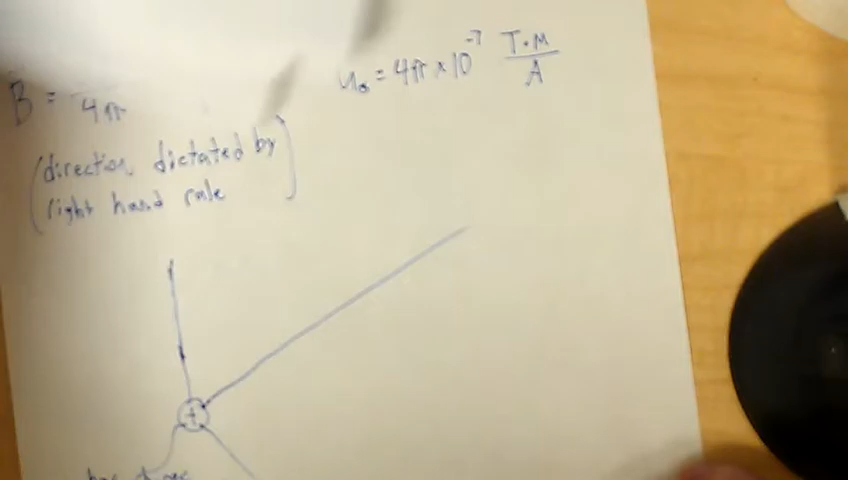 B = 4π
μ₀ = 4π × 10⁻⁷ T·M / A
(direction dictated by
right hand rule)
+